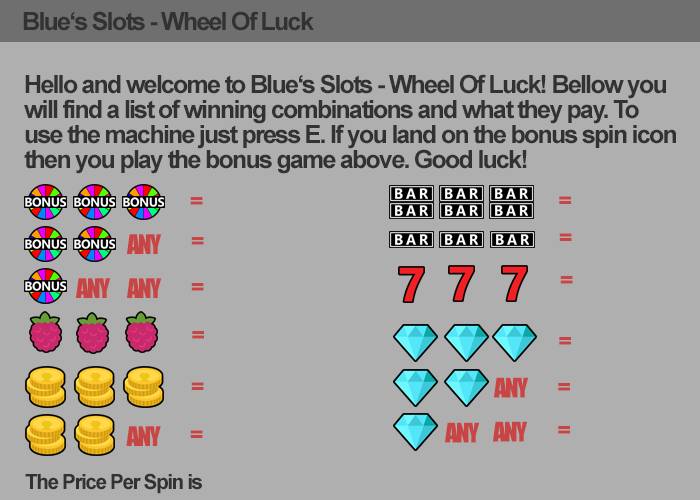 Blue‘s Slots - Wheel Of Luck
Hello and welcome to Blue‘s Slots - Wheel Of Luck! Bellow you
will find a list of winning combinations and what they pay. To
use the machine just press E. If you land on the bonus spin icon
then you play the bonus game above. Good luck!
BONUS BONUS BONUS =
BONUS BONUS ANY =
BONUS ANY ANY =
=
=
ANY =
BAR BAR BAR
BAR BAR BAR =
BAR BAR BAR =
7 7 7 =
=
ANY =
ANY ANY =
The Price Per Spin is